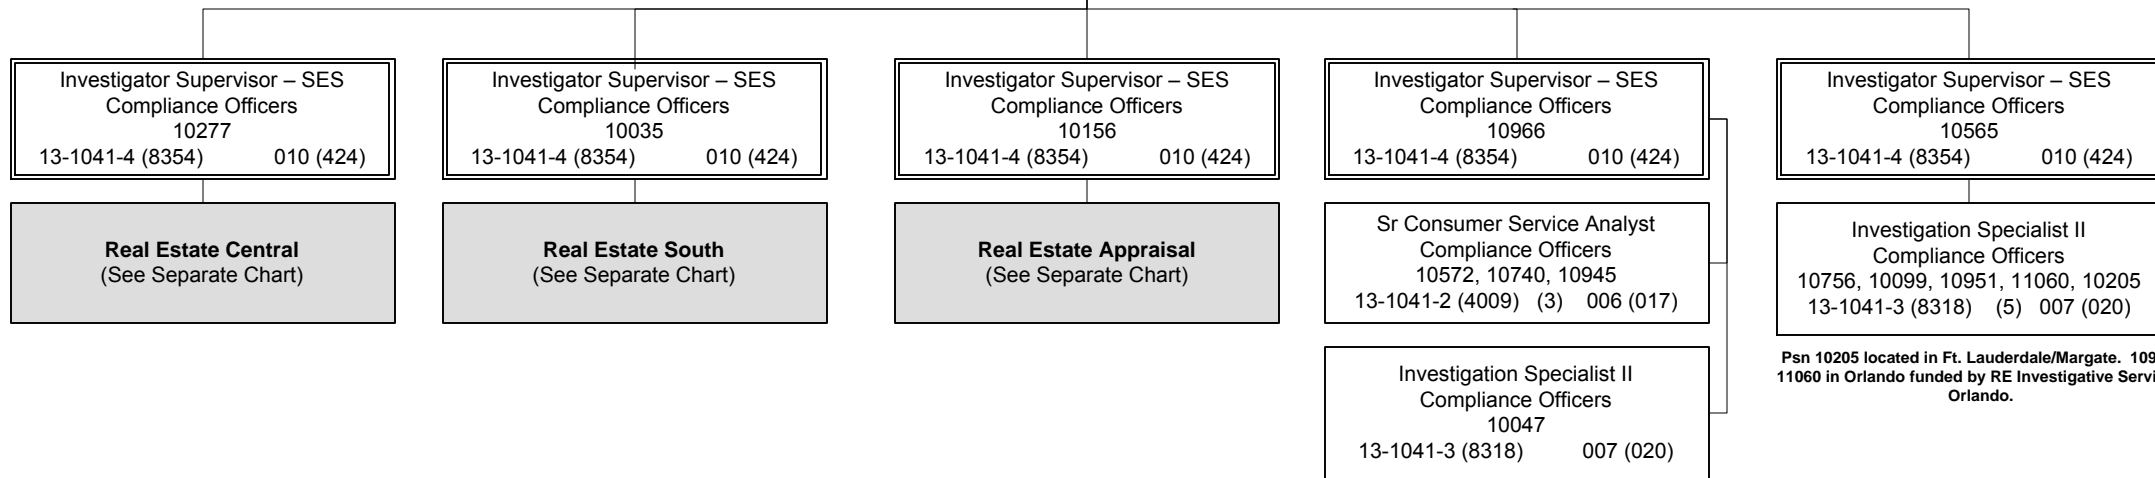 Investigator Supervisor – SES
Compliance Officers
10277
13-1041-4 (8354) 010 (424)
Real Estate Central
(See Separate Chart)
Investigator Supervisor – SES
Compliance Officers
10035
13-1041-4 (8354) 010 (424)
Real Estate South
(See Separate Chart)
Investigator Supervisor – SES
Compliance Officers
10156
13-1041-4 (8354) 010 (424)
Real Estate Appraisal
(See Separate Chart)
Investigator Supervisor – SES
Compliance Officers
10966
13-1041-4 (8354) 010 (424)
Sr Consumer Service Analyst
Compliance Officers
10572, 10740, 10945
13-1041-2 (4009) (3) 006 (017)
Investigation Specialist II
Compliance Officers
10047
13-1041-3 (8318) 007 (020)
Investigator Supervisor – SES
Compliance Officers
10565
13-1041-4 (8354) 010 (424)
Investigation Specialist II
Compliance Officers
10756, 10099, 10951, 11060, 10205
13-1041-3 (8318) (5) 007 (020)
Psn 10205 located in Ft. Lauderdale/Margate. 109
11060 in Orlando funded by RE Investigative Servi
Orlando.